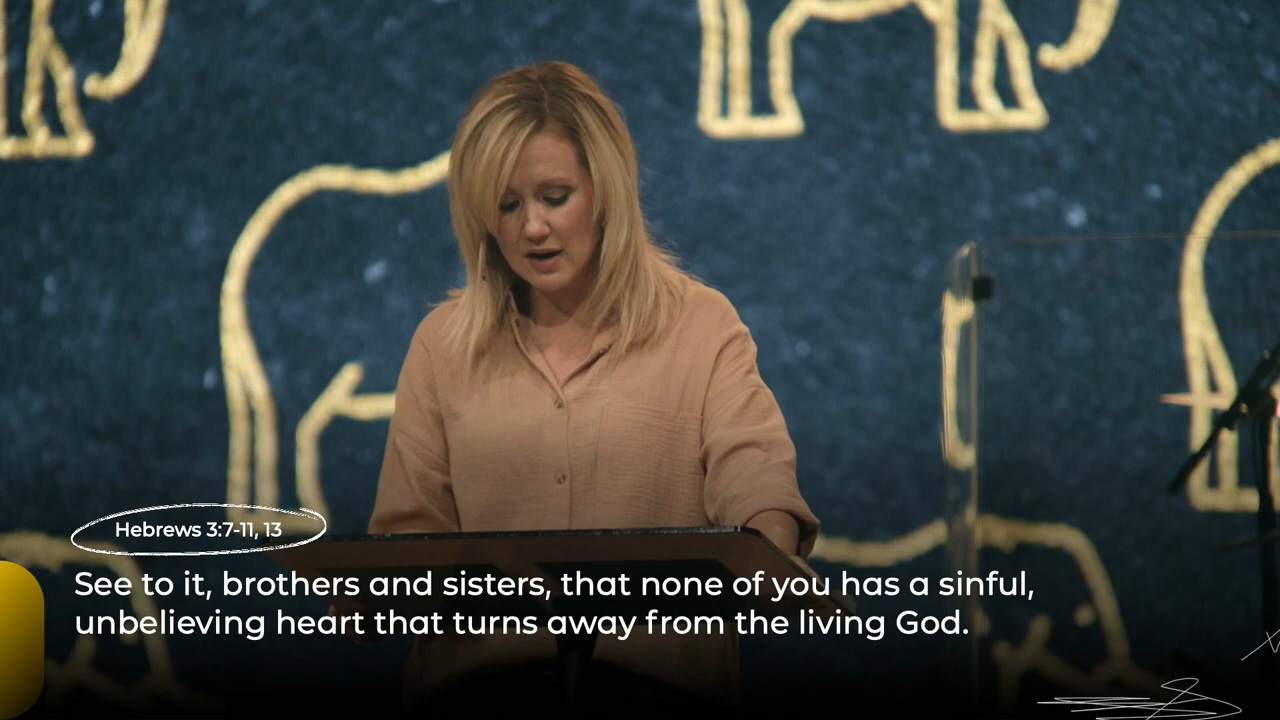 Hebrews 3:7-11, 13
See to it, brothers and sisters, that none of you has a sinful,
unbelieving heart that turns away from the living God.